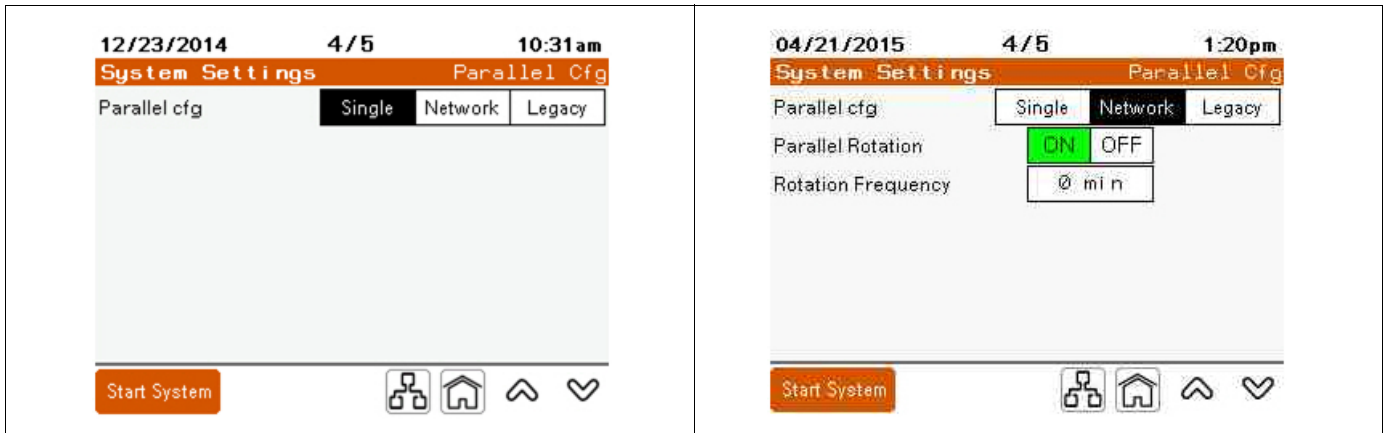 12/23/2014 4/5 10:31am
System Settings Parallel Cfg
Parallel cfg Single Network Legacy
Start System
04/21/2015 4/5 1:20pm
System Settings Parallel Cfg
Parallel cfg Single Network Legacy
Parallel Rotation ON OFF
Rotation Frequency 0 min
Start System